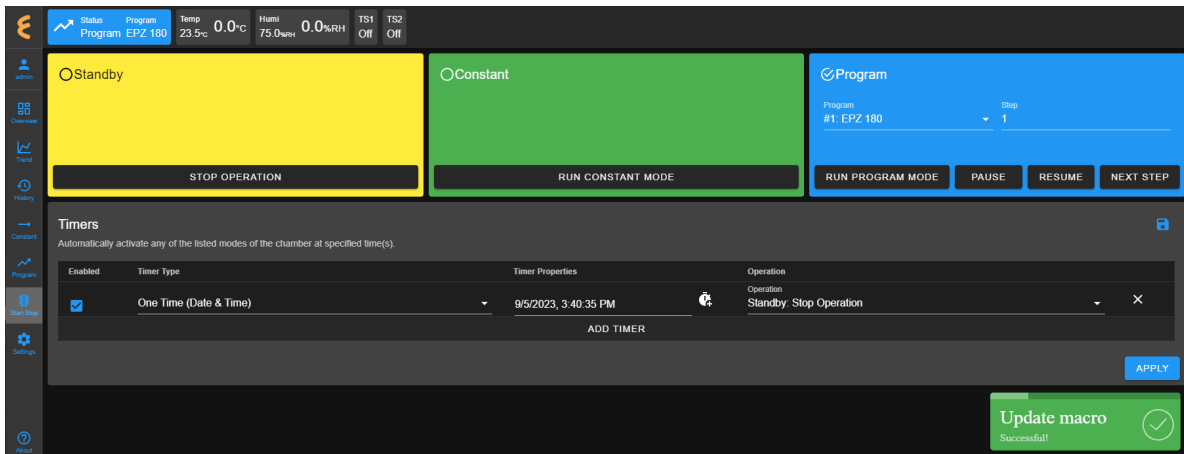 Status Program
Program EPZ 180
Temp
23.5°C 0.0°C
Humi
75.0%RH 0.0%RH
TS1
Off
TS2
Off
admin
Overview
Trend
History
Constant
Program
Start Stop
Settings
About
Standby
STOP OPERATION
Constant
RUN CONSTANT MODE
Program
Program
#1: EPZ 180
Step
1
RUN PROGRAM MODE PAUSE RESUME NEXT STEP
Timers
Automatically activate any of the listed modes of the chamber at specified time(s).
Enabled Timer Type Timer Properties Operation
Operation
One Time (Date & Time) 9/5/2023, 3:40:35 PM Standby: Stop Operation
ADD TIMER
APPLY
Update macro
Successful!